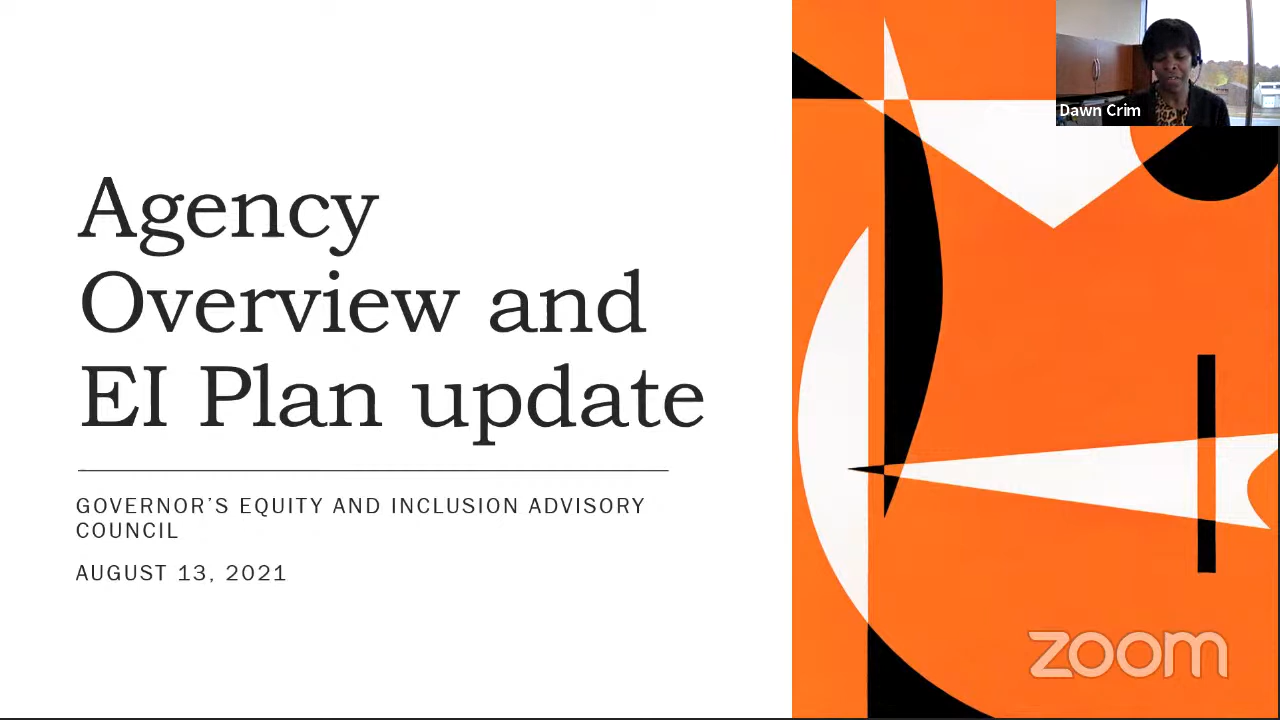 Dawn Crim
Agency
Overview and
EI Plan update
GOVERNOR’S EQUITY AND INCLUSION ADVISORY
COUNCIL
AUGUST 13, 2021
zoom